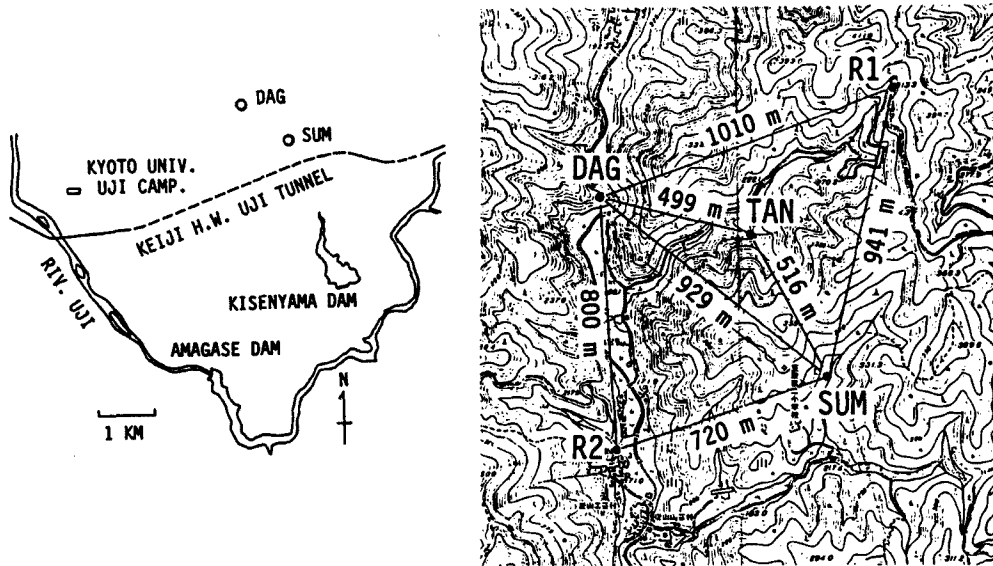 DAG
SUM
KYOTO UNIV.
UJI CAMP.
KEIJI H.W. UJI TUNNEL
RIV. UJI
KISENYAMA DAM
AMAGASE DAM
N
1 KM
R1
1010 m
DAG
499 m
TAN
941 m
516 m
929 m
800 m
SUM
720 m
R2